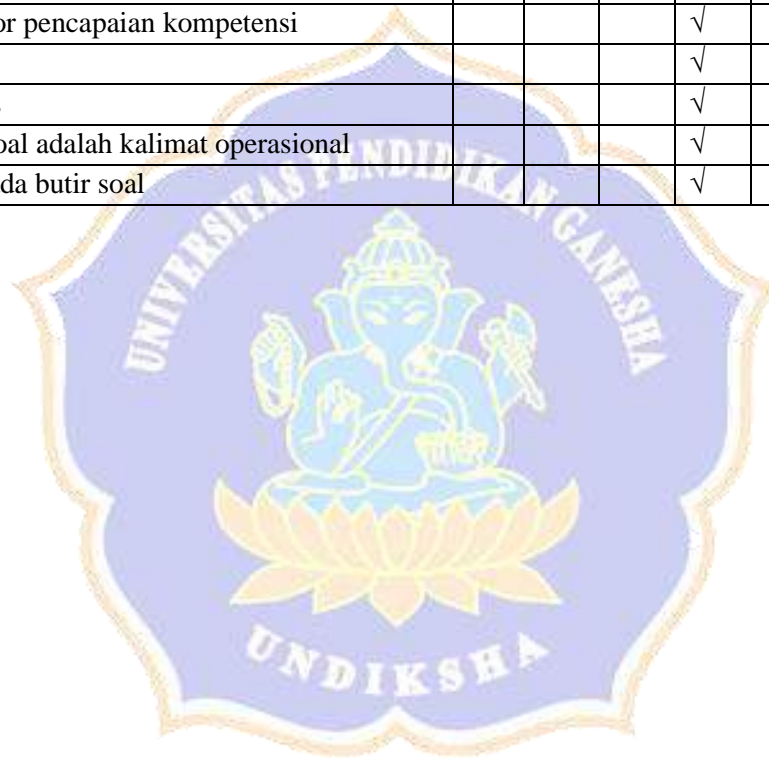 or pencapaian kompetensi √
√
√
oal adalah kalimat operasional √
da butir soal √
UNIVERSITAS PENDIDIKAN GANESHA
UNDIKSHA